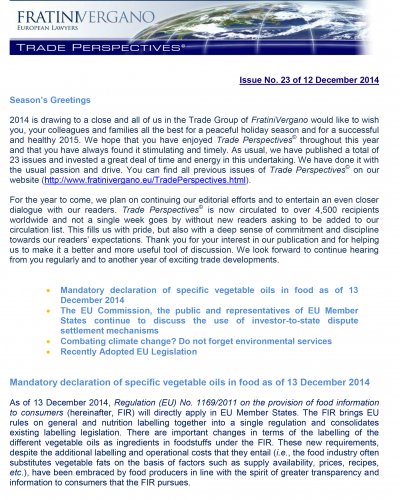 FRATINIVERGANO
EUROPEAN LAWYERS
TRADE PERSPECTIVES©
Issue No. 23 of 12 December 2014
Season's Greetings
2014 is drawing to a close and all of us in the Trade Group of FratiniVergano would like to wish
you, your colleagues and families all the best for a peaceful holiday season and for a successful
and healthy 2015. We hope that you have enjoyed Trade Perspectives© throughout this year
and that you have always found it stimulating and timely. As usual, we have published a total of
23 issues and invested a great deal of time and energy in this undertaking. We have done it with
the usual passion and drive. You can find all previous issues of Trade Perspectives© on our
website (http://www.fratinivergano.eu/TradePerspectives.html).
For the year to come, we plan on continuing our editorial efforts and to entertain an even closer
dialogue with our readers. Trade Perspectives© is now circulated to over 4,500 recipients
worldwide and not a single week goes by without new readers asking to be added to our
circulation list. This fills us with pride, but also with a deep sense of commitment and discipline
towards our readers' expectations. Thank you for your interest in our publication and for helping
us to make it a better and more useful tool of discussion. We look forward to continue hearing
from you regularly and to another year of exciting trade developments.
• Mandatory declaration of specific vegetable oils in food as of 13
December 2014
• The EU Commission, the public and representatives of EU Member
States continue to discuss the use of investor-to-state dispute
settlement mechanisms
• Combating climate change? Do not forget environmental services
• Recently Adopted EU Legislation
Mandatory declaration of specific vegetable oils in food as of 13 December 2014
As of 13 December 2014, Regulation (EU) No. 1169/2011 on the provision of food information
to consumers (hereinafter, FIR) will directly apply in EU Member States. The FIR brings EU
rules on general and nutrition labelling together into a single regulation and consolidates
existing labelling legislation. There are important changes in terms of the labelling of the
different vegetable oils as ingredients in foodstuffs under the FIR. These new requirements,
despite the additional labelling and operational costs that they entail (i.e., the food industry often
substitutes vegetable fats on the basis of factors such as supply availability, prices, recipes,
etc.), have been embraced by food producers in line with the spirit of greater transparency and
information to consumers that the FIR pursues.